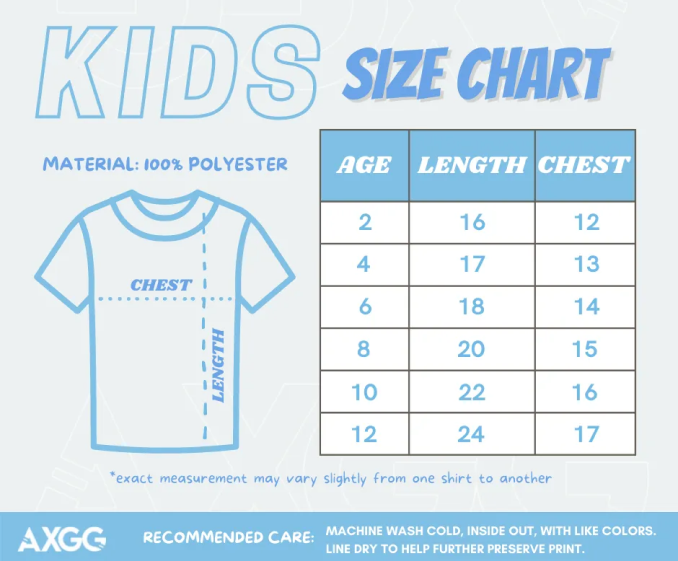 KIDS
SIZE CHART
MATERIAL: 100% POLYESTER
CHEST
LENGTH
AGE LENGTH CHEST
2 16 12
4 17 13
6 18 14
8 20 15
10 22 16
12 24 17
*exact measurement may vary slightly from one shirt to another
AXGG
RECOMMENDED CARE:
MACHINE WASH COLD, INSIDE OUT, WITH LIKE COLORS.
LINE DRY TO HELP FURTHER PRESERVE PRINT.